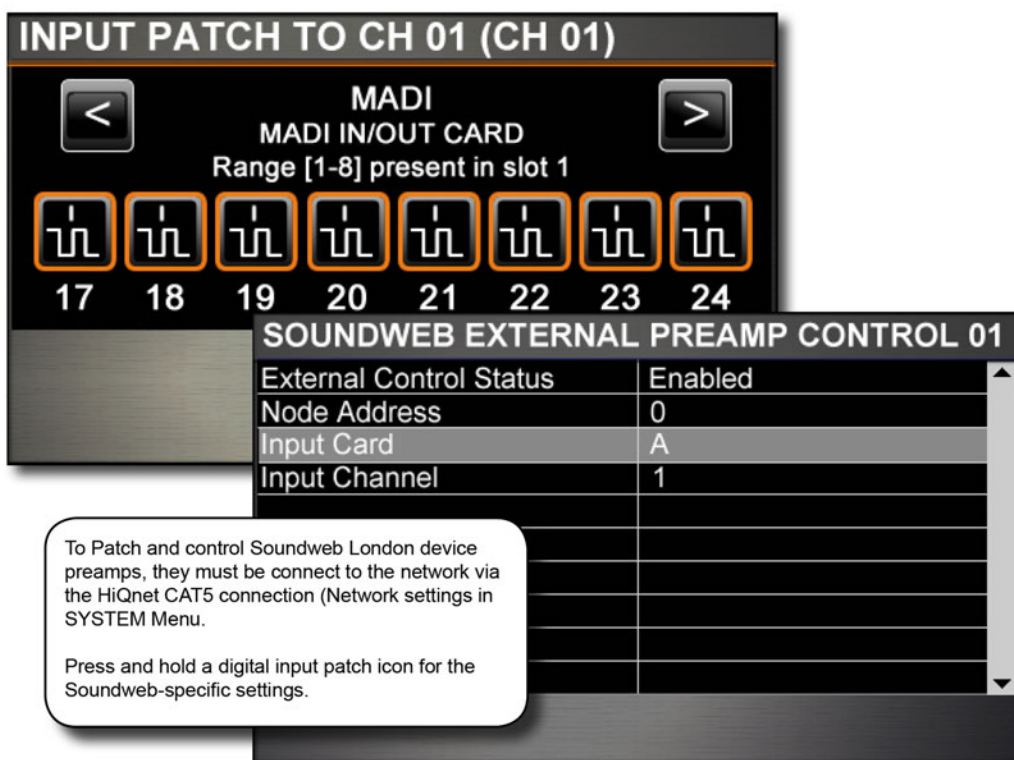 INPUT PATCH TO CH 01 (CH 01)
<
MADI
>
MADI IN/OUT CARD
Range [1-8] present in slot 1
17 18 19 20 21 22 23 24
SOUNDWEB EXTERNAL PREAMP CONTROL 01
External Control Status Enabled
Node Address 0
Input Card A
Input Channel 1
To Patch and control Soundweb London device
preamps, they must be connect to the network via
the HiQnet CAT5 connection (Network settings in
SYSTEM Menu.
Press and hold a digital input patch icon for the
Soundweb-specific settings.